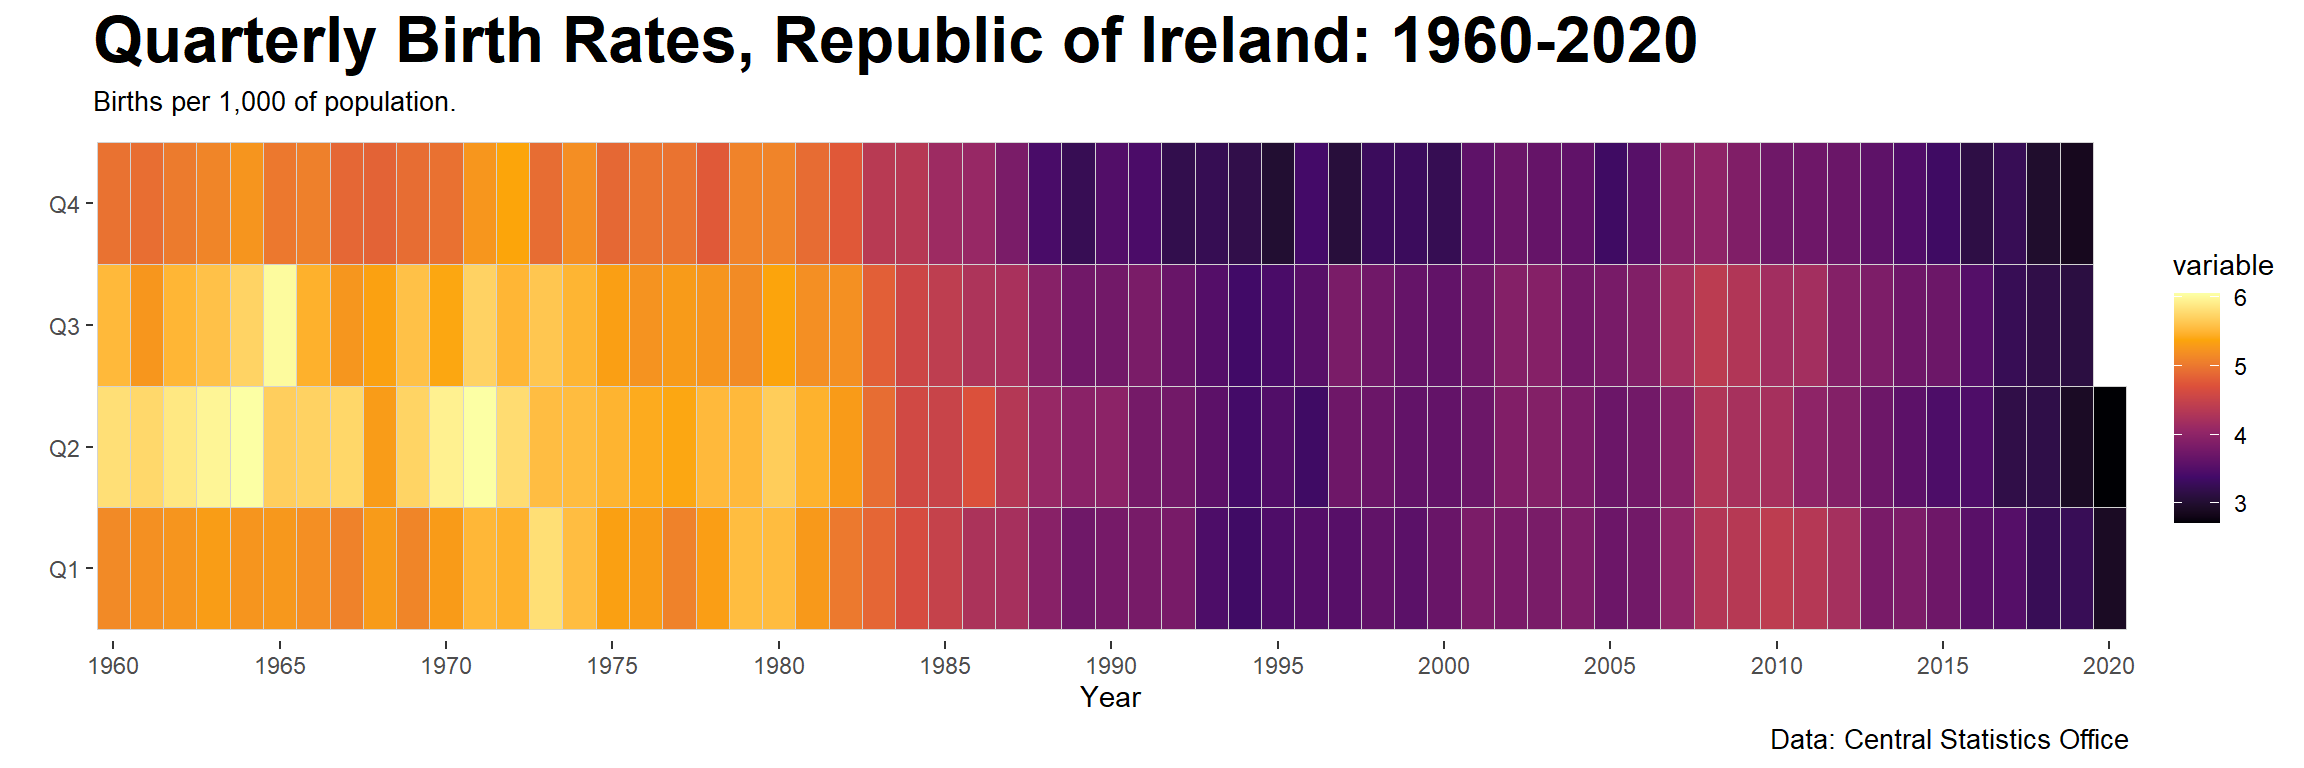 Quarterly Birth Rates, Republic of Ireland: 1960-2020
Births per 1,000 of population.
Q4
Q3
Q2
Q1
1960 1965 1970 1975 1980 1985 1990 1995 2000 2005 2010 2015 2020
Year
variable
6
5
4
3
Data: Central Statistics Office